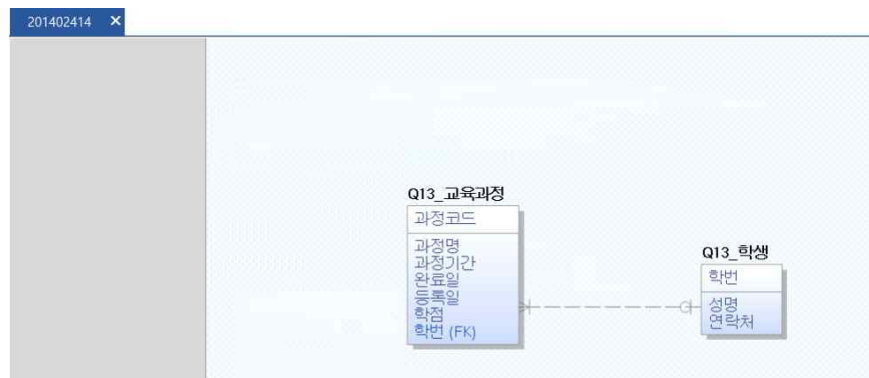 201402414
Q13_교육과정
과정코드
과정명
과정기간
완료일
등록일
학점
학번 (FK)
Q13_학생
학번
성명
연락처